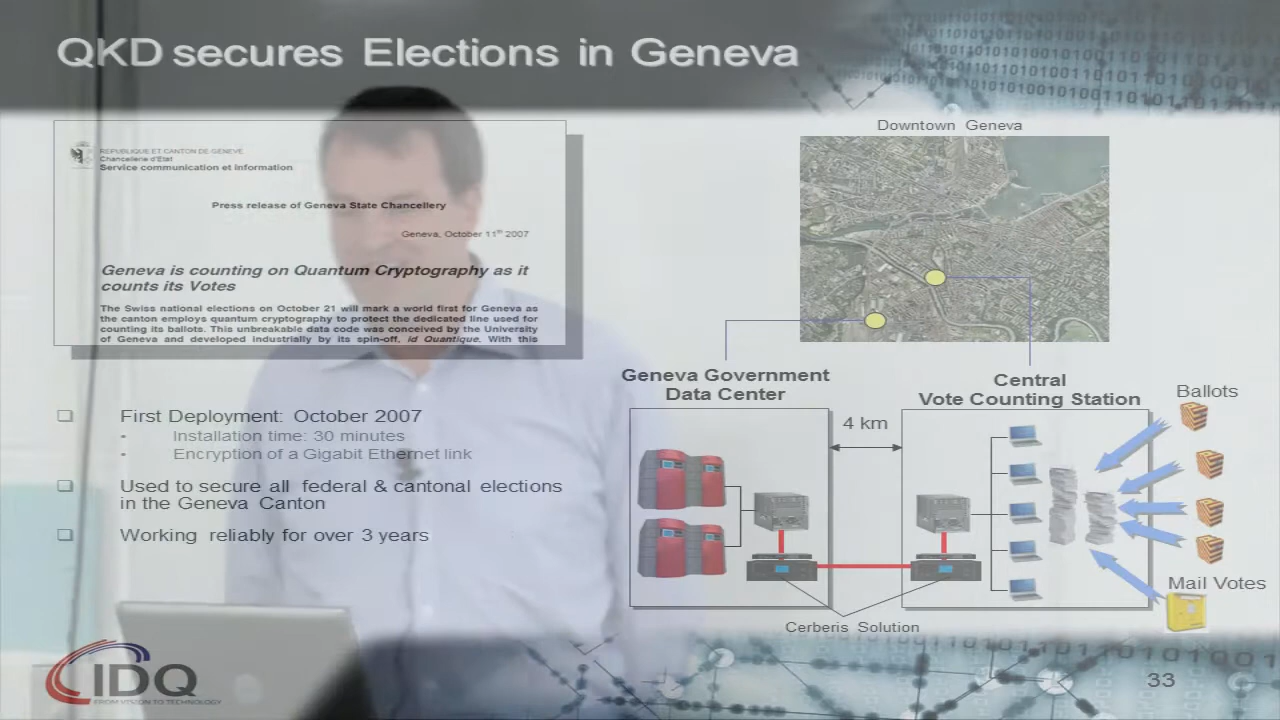 QKD secures Elections in Geneva
REPUBLIQUE ET CANTON DE GENEVE
Chancellerie d'Etat
Service communication et information
Press release of Geneva State Chancellery
Geneva, October 11th 2007
Geneva is counting on Quantum Cryptography as it
counts its Votes
The Swiss national elections on October 21 will mark a world first for Geneva as
the canton employs quantum cryptography to protect the dedicated line used for
counting its ballots. This unbreakable data code was conceived by the University
of Geneva and developed industrially by its spin-off, id Quantique. With this
First Deployment: October 2007
Installation time: 30 minutes
Encryption of a Gigabit Ethernet link
Used to secure all federal & cantonal elections
in the Geneva Canton
Working reliably for over 3 years
Downtown Geneva
Geneva Government
Data Center
4 km
Central
Vote Counting Station
Ballots
Mail Votes
Cerberis Solution
IDQ
FROM VISION TO TECHNOLOGY
33